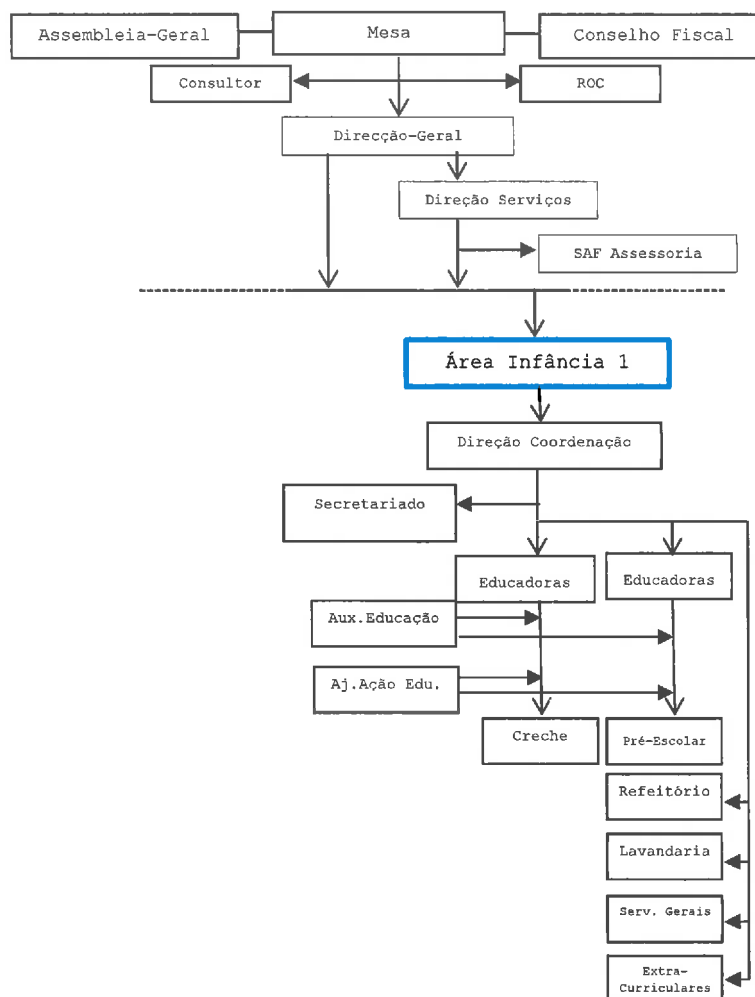 Assembleia-Geral
Mesa
Conselho Fiscal
Consultor
ROC
Direcção-Geral
Direção Serviços
SAF Assessoria
Área Infância 1
Direção Coordenação
Secretariado
Educadoras
Educadoras
Aux.Educação
Aj.Ação Edu.
Creche
Pré-Escolar
Refeitório
Lavandaria
Serv. Gerais
Extra-
Curriculares